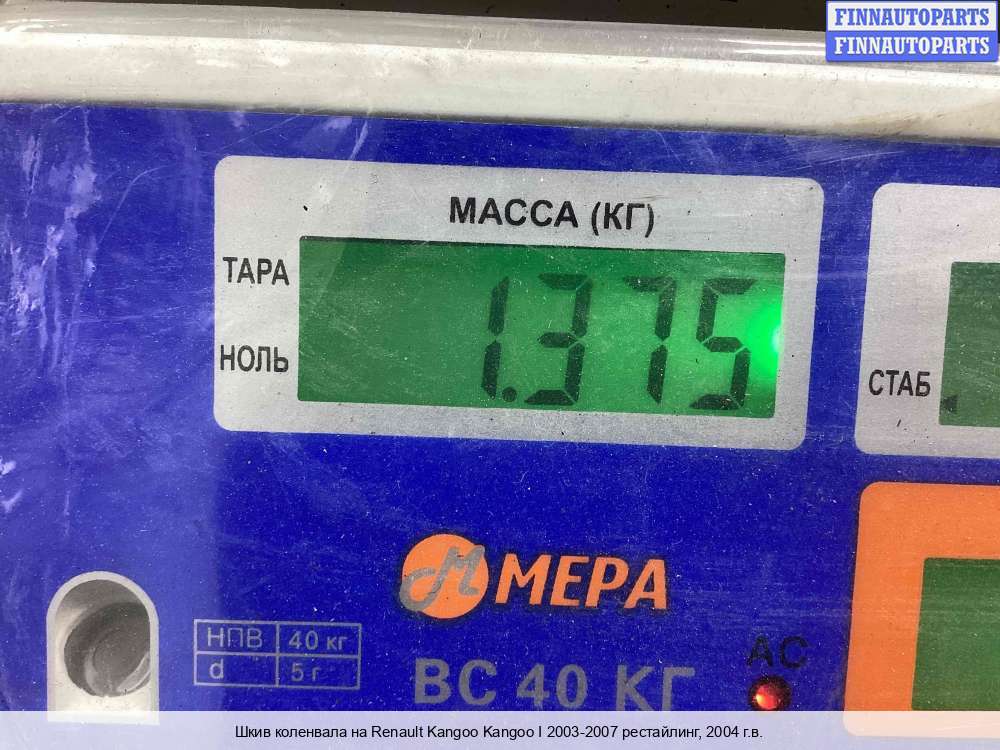 FINNAUTOPARTS
FINNAUTOPARTS
МАССА (КГ)
ТАРА
1.375
НОЛЬ
СТАБ
М МЕРА
НПВ 40 кг
d 5 г
ВС 40 КГ
AC
Шкив коленвала на Renault Kangoo Kangoo I 2003-2007 рестайлинг, 2004 г.в.